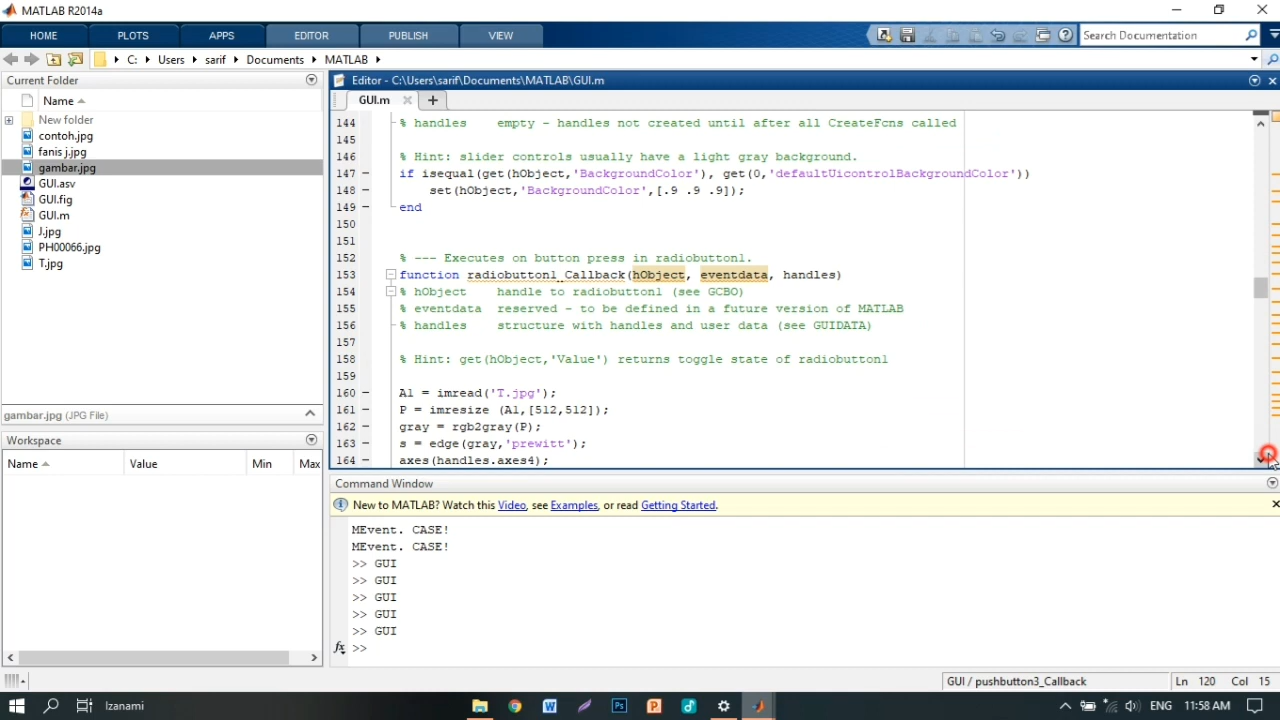 MATLAB R2014a
HOME PLOTS APPS EDITOR PUBLISH VIEW Search Documentation
C: Users sarif Documents MATLAB
Current Folder
Name
New folder
contoh.jpg
fanis j.jpg
gambar.jpg
GUI.asv
GUI.fig
GUI.m
J.jpg
PH00066.jpg
T.jpg
gambar.jpg (JPG File)
Workspace
Name Value Min Max
Editor - C:\Users\sarif\Documents\MATLAB\GUI.m
GUI.m
144 % handles    empty - handles not created until after all CreateFcns called
145
146 % Hint: slider controls usually have a light gray background.
147 if isequal(get(hObject,'BackgroundColor'), get(0,'defaultUicontrolBackgroundColor'))
148 set(hObject,'BackgroundColor',[.9 .9 .9]);
149 end
150
151
152 % --- Executes on button press in radiobutton1.
153 function radiobutton1_Callback(hObject, eventdata, handles)
154 % hObject    handle to radiobutton1 (see GCBO)
155 % eventdata  reserved - to be defined in a future version of MATLAB
156 % handles    structure with handles and user data (see GUIDATA)
157
158 % Hint: get(hObject,'Value') returns toggle state of radiobutton1
159
160 A1 = imread('T.jpg');
161 P = imresize (A1,[512,512]);
162 gray = rgb2gray(P);
163 s = edge(gray,'prewitt');
164 axes(handles.axes4);
Command Window
New to MATLAB? Watch this Video, see Examples, or read Getting Started.
MEvent. CASE!
MEvent. CASE!
>> GUI
>> GUI
>> GUI
>> GUI
>> GUI
fx >>
GUI / pushbutton3_Callback Ln 120 Col 15
Izanami ENG 11:58 AM